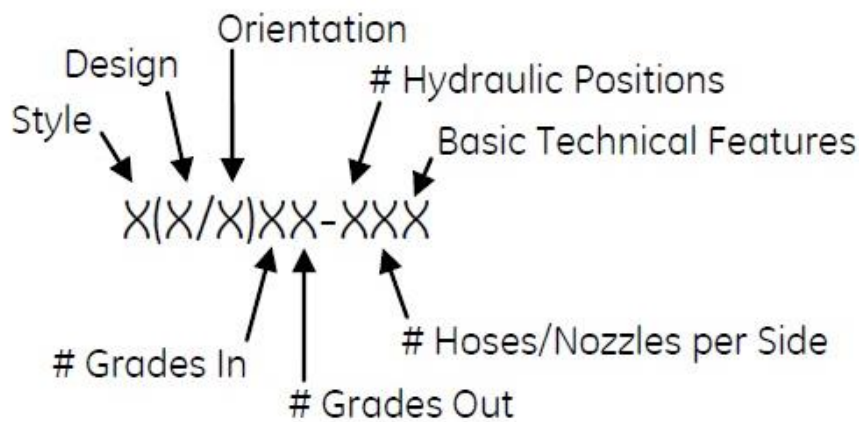 Orientation
Design
# Hydraulic Positions
Style
Basic Technical Features
X(X/X)XX-XXX
# Hoses/Nozzles per Side
# Grades In
# Grades Out